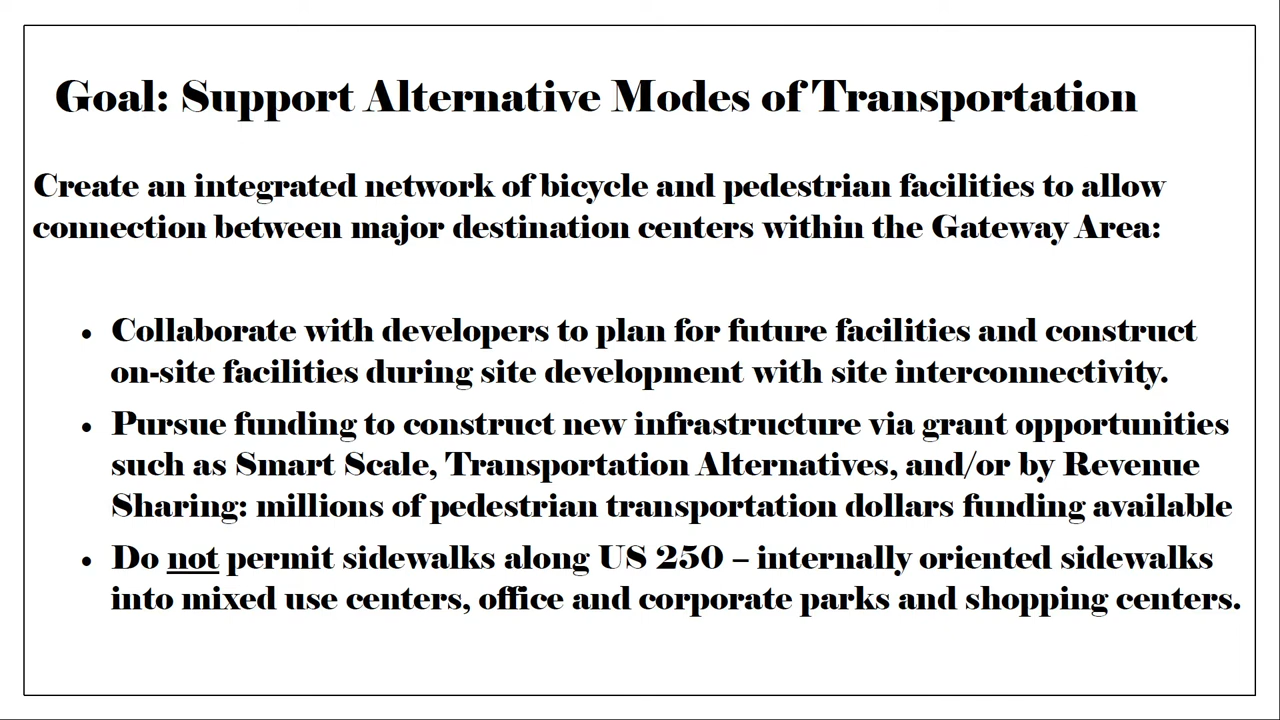 Goal: Support Alternative Modes of Transportation
Create an integrated network of bicycle and pedestrian facilities to allow
connection between major destination centers within the Gateway Area:
• Collaborate with developers to plan for future facilities and construct
on-site facilities during site development with site interconnectivity.
• Pursue funding to construct new infrastructure via grant opportunities
such as Smart Scale, Transportation Alternatives, and/or by Revenue
Sharing: millions of pedestrian transportation dollars funding available
• Do not permit sidewalks along US 250 – internally oriented sidewalks
into mixed use centers, office and corporate parks and shopping centers.